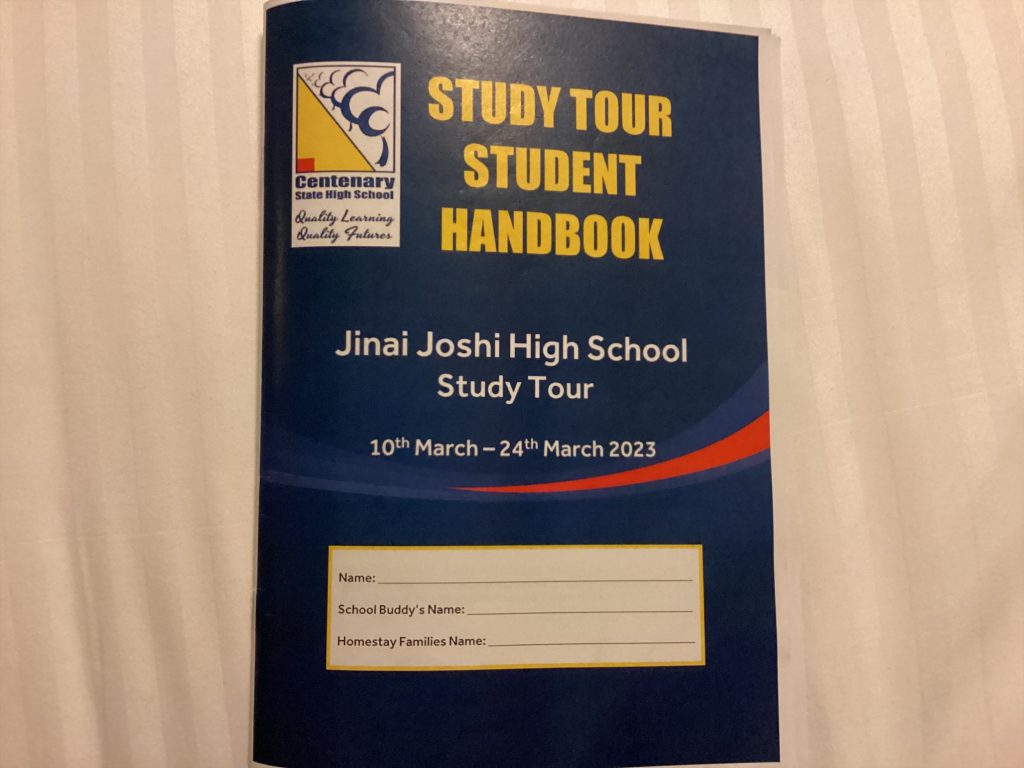 Centenary
State High School
Quality Learning
Quality Futures
STUDY TOUR
STUDENT
HANDBOOK
Jinai Joshi High School
Study Tour
10th March – 24th March 2023
Name:
School Buddy's Name:
Homestay Families Name: